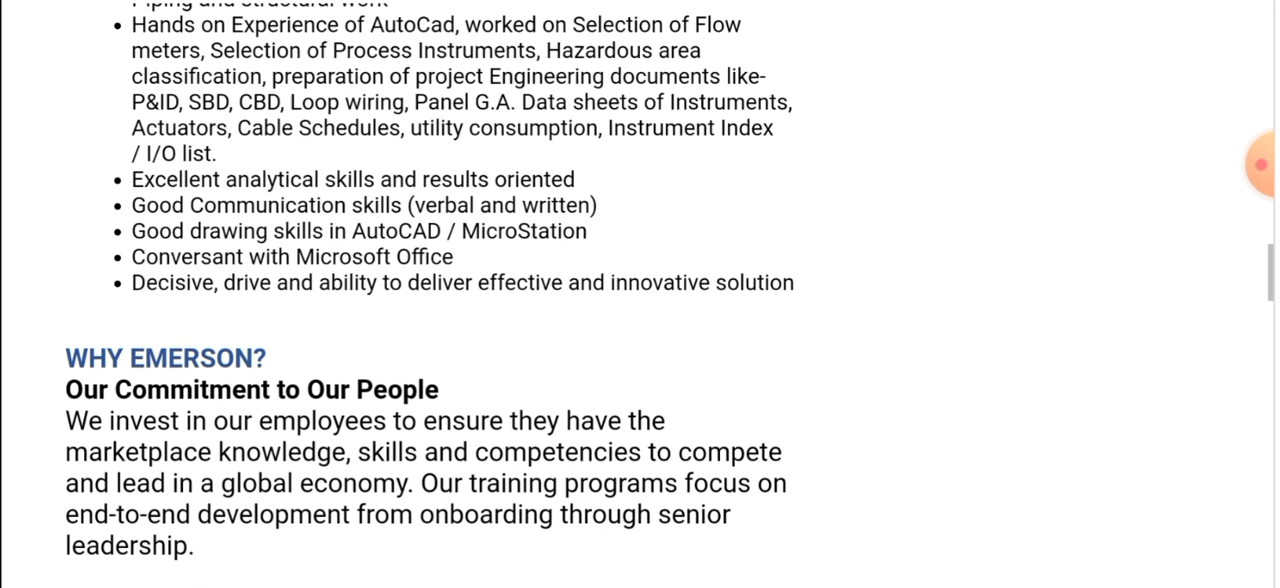 Piping and structural work
• Hands on Experience of AutoCad, worked on Selection of Flow
meters, Selection of Process Instruments, Hazardous area
classification, preparation of project Engineering documents like-
P&ID, SBD, CBD, Loop wiring, Panel G.A. Data sheets of Instruments,
Actuators, Cable Schedules, utility consumption, Instrument Index
/ I/O list.
• Excellent analytical skills and results oriented
• Good Communication skills (verbal and written)
• Good drawing skills in AutoCAD / MicroStation
• Conversant with Microsoft Office
• Decisive, drive and ability to deliver effective and innovative solution
WHY EMERSON?
Our Commitment to Our People
We invest in our employees to ensure they have the
marketplace knowledge, skills and competencies to compete
and lead in a global economy. Our training programs focus on
end-to-end development from onboarding through senior
leadership.